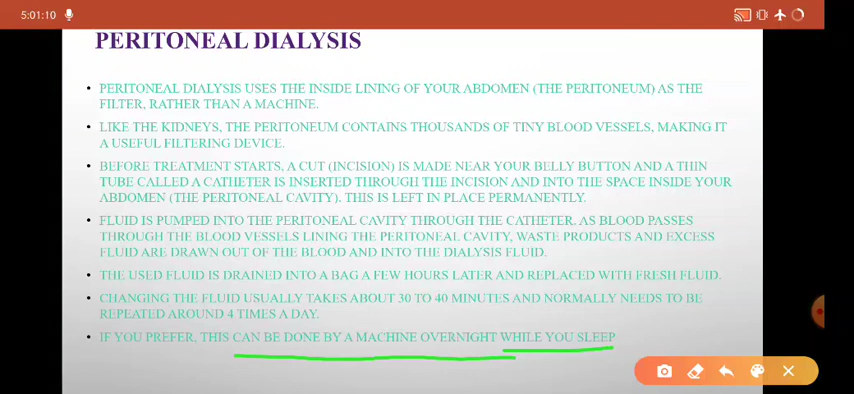 5:01:10
PERITONEAL DIALYSIS
• PERITONEAL DIALYSIS USES THE INSIDE LINING OF YOUR ABDOMEN (THE PERITONEUM) AS THE
FILTER, RATHER THAN A MACHINE.
• LIKE THE KIDNEYS, THE PERITONEUM CONTAINS THOUSANDS OF TINY BLOOD VESSELS, MAKING IT
A USEFUL FILTERING DEVICE.
• BEFORE TREATMENT STARTS, A CUT (INCISION) IS MADE NEAR YOUR BELLY BUTTON AND A THIN
TUBE CALLED A CATHETER IS INSERTED THROUGH THE INCISION AND INTO THE SPACE INSIDE YOUR
ABDOMEN (THE PERITONEAL CAVITY). THIS IS LEFT IN PLACE PERMANENTLY.
• FLUID IS PUMPED INTO THE PERITONEAL CAVITY THROUGH THE CATHETER. AS BLOOD PASSES
THROUGH THE BLOOD VESSELS LINING THE PERITONEAL CAVITY, WASTE PRODUCTS AND EXCESS
FLUID ARE DRAWN OUT OF THE BLOOD AND INTO THE DIALYSIS FLUID.
• THE USED FLUID IS DRAINED INTO A BAG A FEW HOURS LATER AND REPLACED WITH FRESH FLUID.
• CHANGING THE FLUID USUALLY TAKES ABOUT 30 TO 40 MINUTES AND NORMALLY NEEDS TO BE
REPEATED AROUND 4 TIMES A DAY.
• IF YOU PREFER, THIS CAN BE DONE BY A MACHINE OVERNIGHT WHILE YOU SLEEP